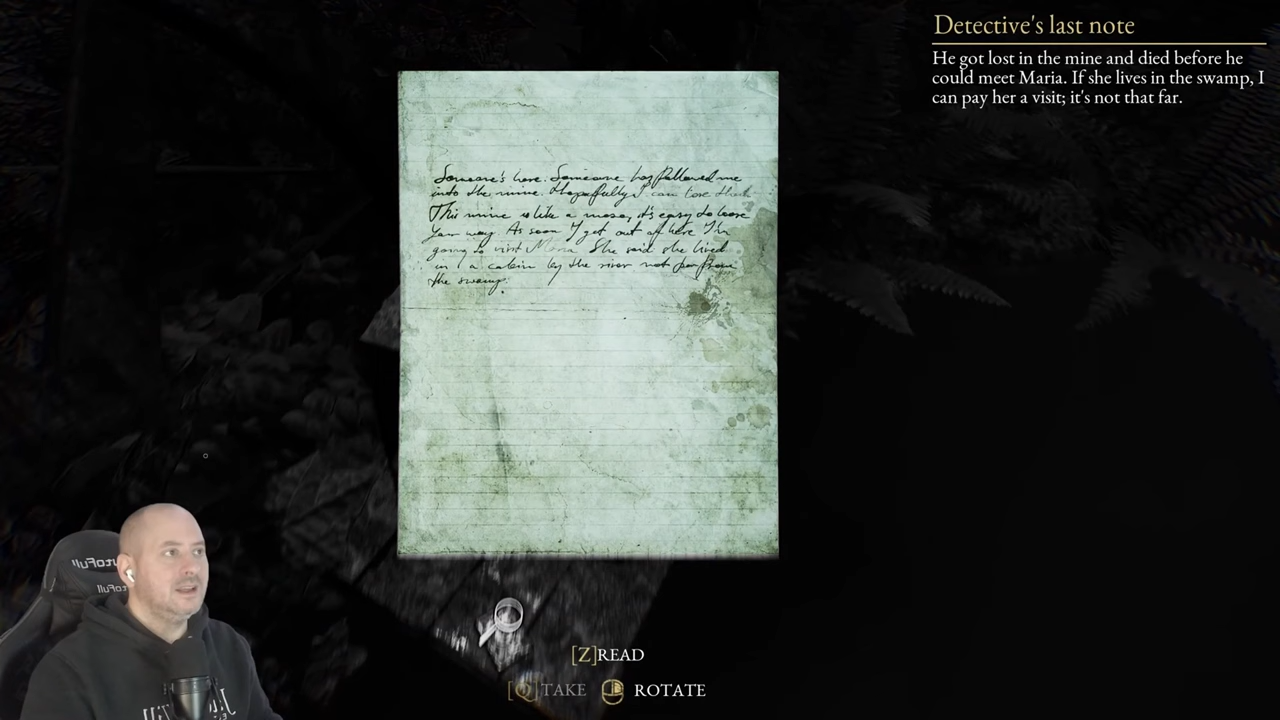 Detective's last note
He got lost in the mine and died before he
could meet Maria. If she lives in the swamp, I
can pay her a visit; it's not that far.
Someone's here. Someone has followed me
into the mine. Hopefully I can lose them
This mine is like a maze, it's easy to loose
your way. As soon I get out of here I'm
going to visit Maria. She said she lived
in a cabin by the river not far from
the swamp.
AutoFull
AutoFull
[Z]READ
[Q]TAKE ROTATE